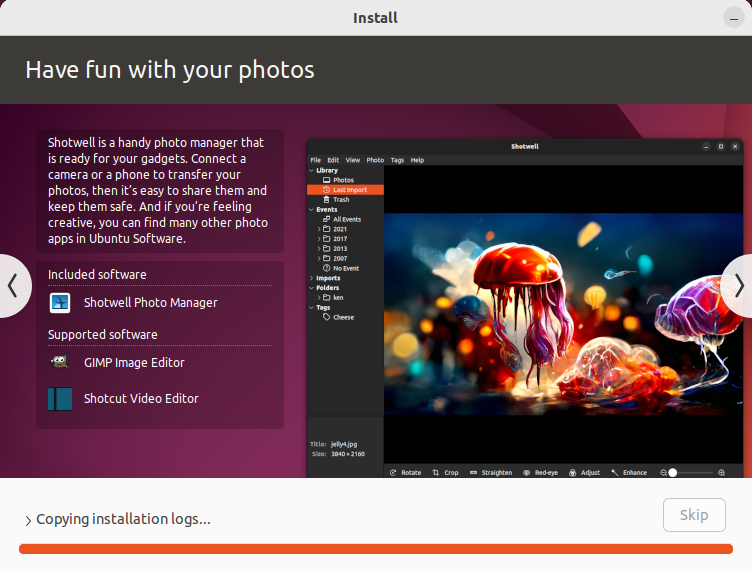 Install
Have fun with your photos
Shotwell is a handy photo manager that
is ready for your gadgets. Connect a
camera or a phone to transfer your
photos, then it's easy to share them and
keep them safe. And if you're feeling
creative, you can find many other photo
apps in Ubuntu Software.
Included software
Shotwell Photo Manager
Supported software
GIMP Image Editor
Shotcut Video Editor
Shotwell
File Edit View Photo Tags Help
Library
Photos
Last Import
Trash
Events
All Events
2021
2017
2013
2007
No Event
Imports
Folders
ken
Tags
Cheese
Title: jelly4.jpg
Size: 3840 × 2160
Rotate Crop Straighten Red-eye Adjust Enhance
Copying installation logs...
Skip